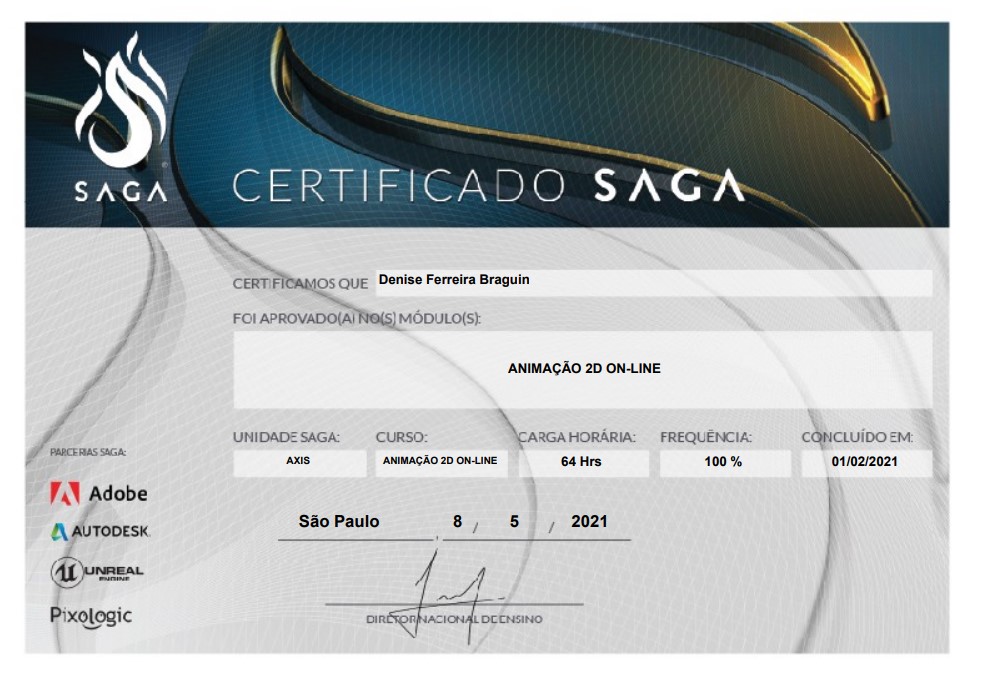 SAGA
CERTIFICADO SAGA
CERTIFICAMOS QUE Denise Ferreira Braguin
FOI APROVADO(A) NO(S) MÓDULO(S):
ANIMAÇÃO 2D ON-LINE
UNIDADE SAGA: CURSO: CARGA HORÁRIA: FREQUÊNCIA: CONCLUÍDO EM:
AXIS ANIMAÇÃO 2D ON-LINE 64 Hrs 100 % 01/02/2021
PARCERIAS SAGA:
Adobe
AUTODESK.
UNREAL
ENGINE
Pixologic
São Paulo 8 / 5 / 2021
DIRETOR NACIONAL DE ENSINO